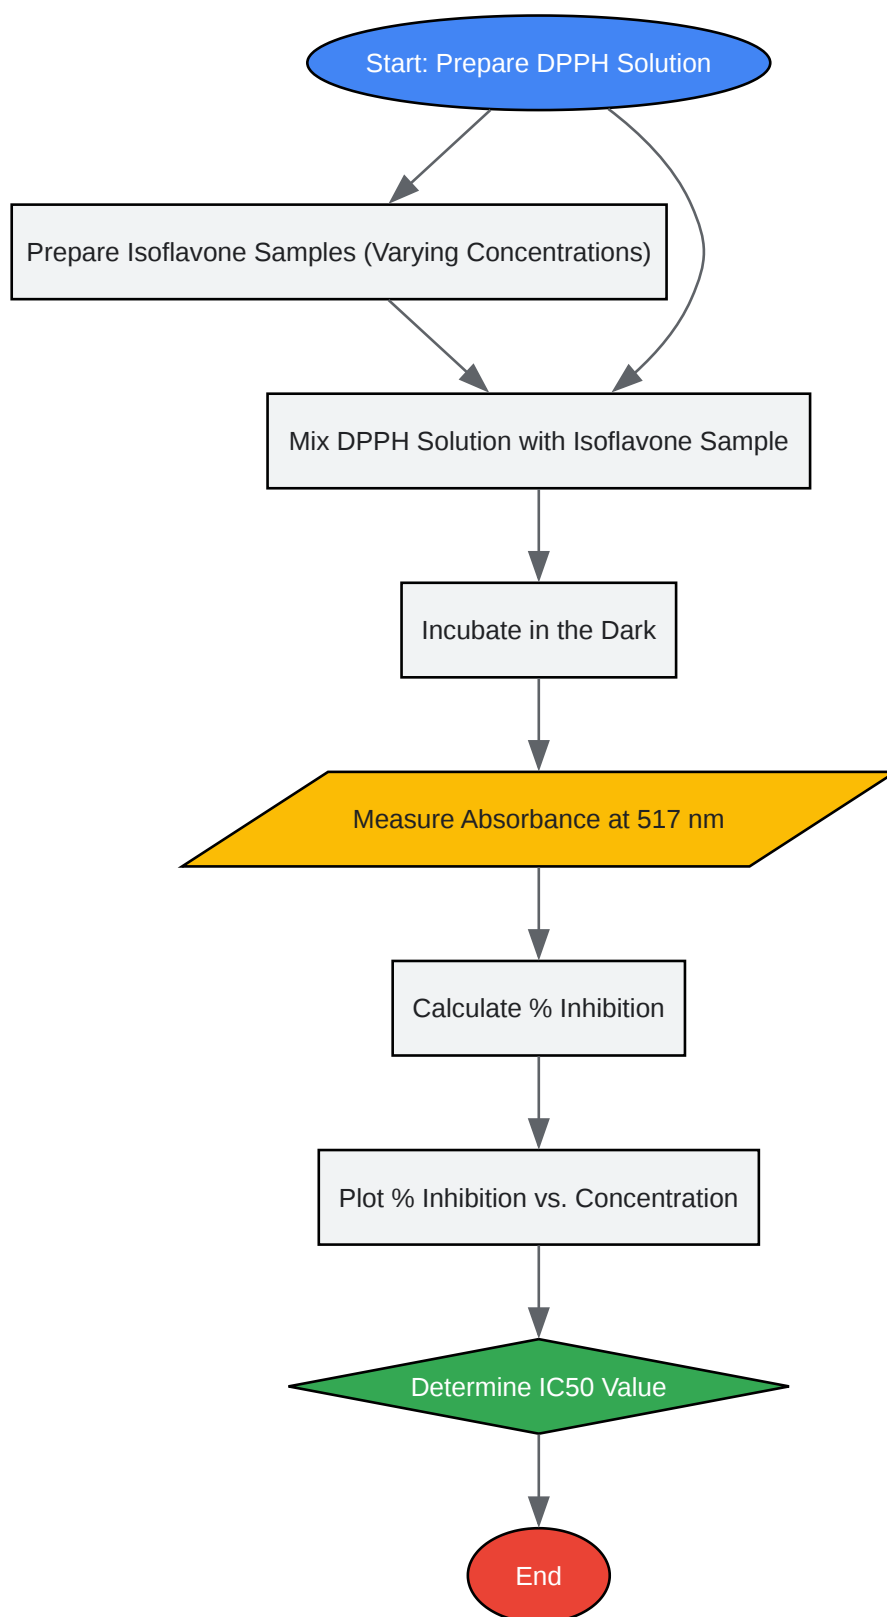 Start: Prepare DPPH Solution
Prepare Isoflavone Samples (Varying Concentrations)
Mix DPPH Solution with Isoflavone Sample
Incubate in the Dark
Measure Absorbance at 517 nm
Calculate % Inhibition
Plot % Inhibition vs. Concentration
Determine IC50 Value
End